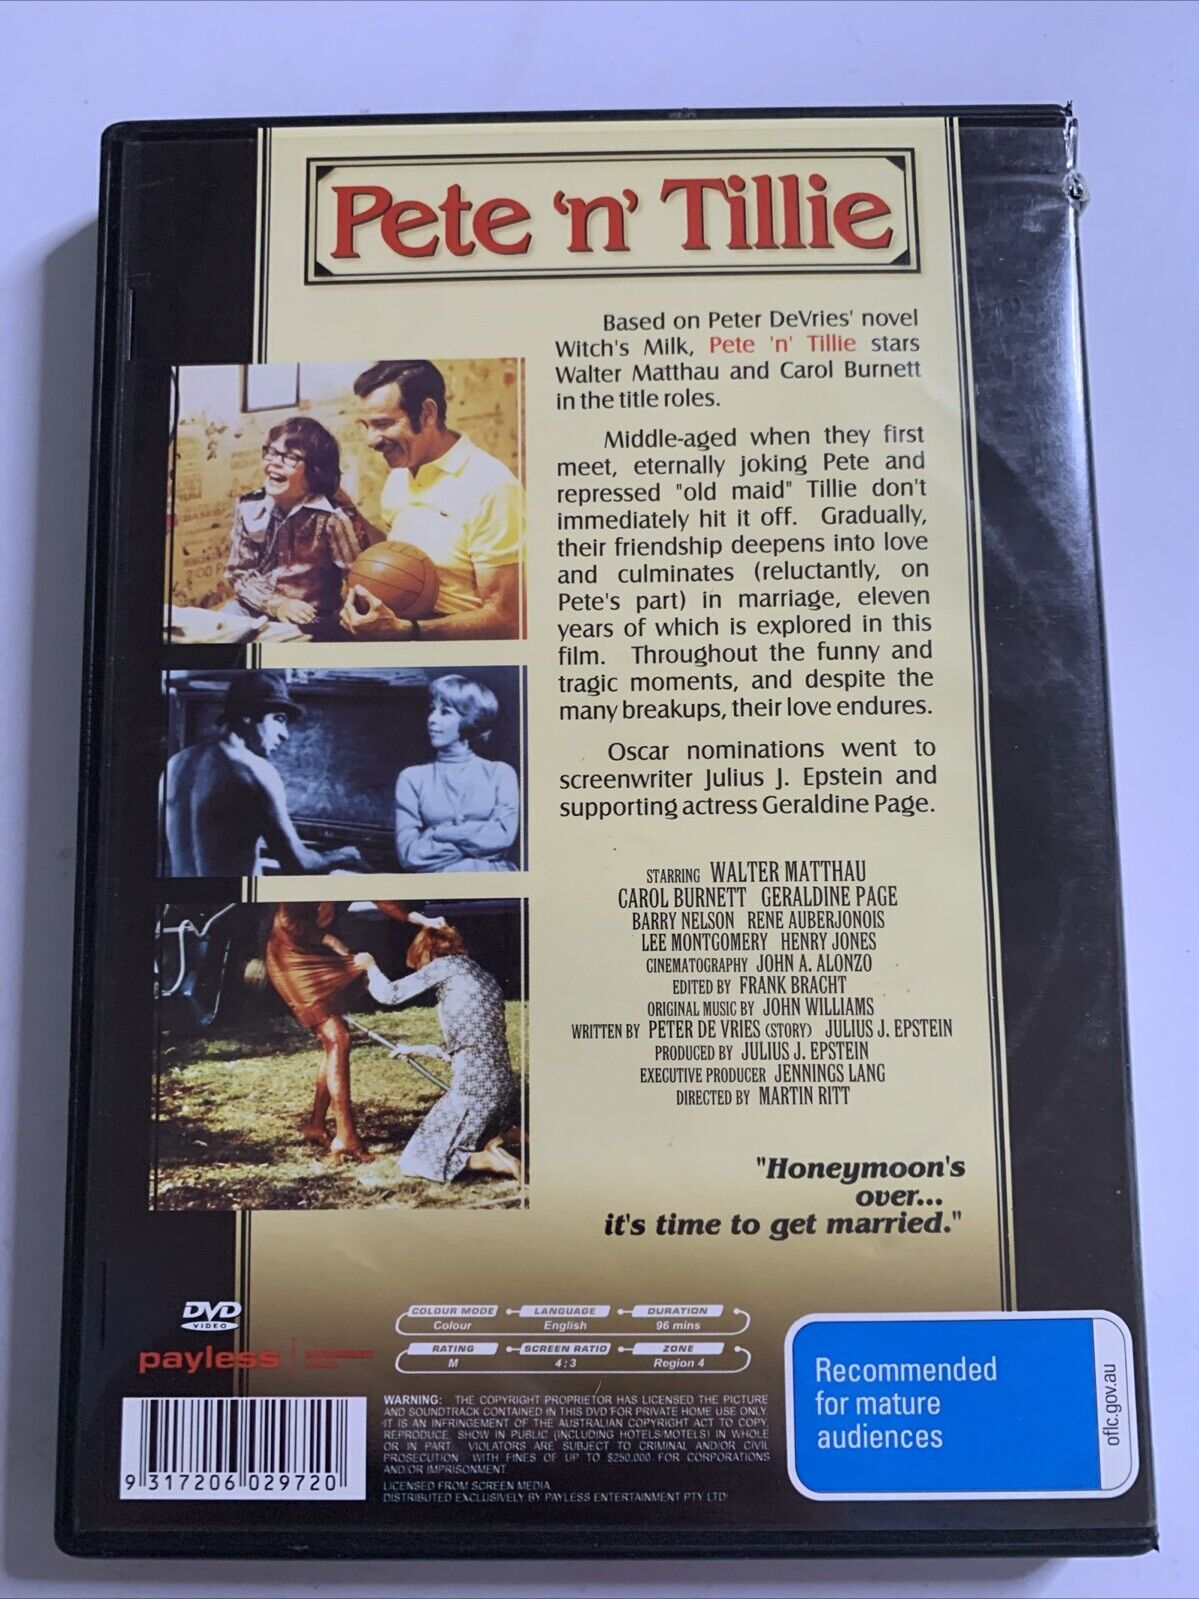 Pete 'n' Tillie
Based on Peter DeVries' novel
Witch's Milk, Pete 'n' Tillie stars
Walter Matthau and Carol Burnett
in the title roles.
Middle-aged when they first
meet, eternally joking Pete and
repressed "old maid" Tillie don't
immediately hit it off. Gradually,
their friendship deepens into love
and culminates (reluctantly, on
Pete's part) in marriage, eleven
years of which is explored in this
film. Throughout the funny and
tragic moments, and despite the
many breakups, their love endures.
Oscar nominations went to
screenwriter Julius J. Epstein and
supporting actress Geraldine Page.
STARRING WALTER MATTHAU
CAROL BURNETT GERALDINE PAGE
BARRY NELSON RENE AUBERJONOIS
LEE MONTGOMERY HENRY JONES
CINEMATOGRAPHY JOHN A. ALONZO
EDITED BY FRANK BRACHT
ORIGINAL MUSIC BY JOHN WILLIAMS
WRITTEN BY PETER DE VRIES (STORY) JULIUS J. EPSTEIN
PRODUCED BY JULIUS J. EPSTEIN
EXECUTIVE PRODUCER JENNINGS LANG
DIRECTED BY MARTIN RITT
"Honeymoon's
over...
it's time to get married."
DVD
VIDEO
payless
COLOUR MODE LANGUAGE DURATION
Colour English 96 mins
RATING SCREEN RATIO ZONE
M 4:3 Region 4
WARNING: THE COPYRIGHT PROPRIETOR HAS LICENSED THE PICTURE
AND SOUNDTRACK CONTAINED IN THIS DVD FOR PRIVATE HOME USE ONLY.
IT IS AN INFRINGEMENT OF THE AUSTRALIAN COPYRIGHT ACT TO COPY,
REPRODUCE, SHOW IN PUBLIC (INCLUDING HOTELS/MOTELS) IN WHOLE
OR IN PART. VIOLATORS ARE SUBJECT TO CRIMINAL AND/OR CIVIL
PROSECUTION WITH FINES OF UP TO $250,000 FOR CORPORATIONS
AND/OR IMPRISONMENT.
LICENSED FROM SCREEN MEDIA
DISTRIBUTED EXCLUSIVELY BY PAYLESS ENTERTAINMENT PTY LTD
9 317206 029720
Recommended
for mature
audiences
oflc.gov.au